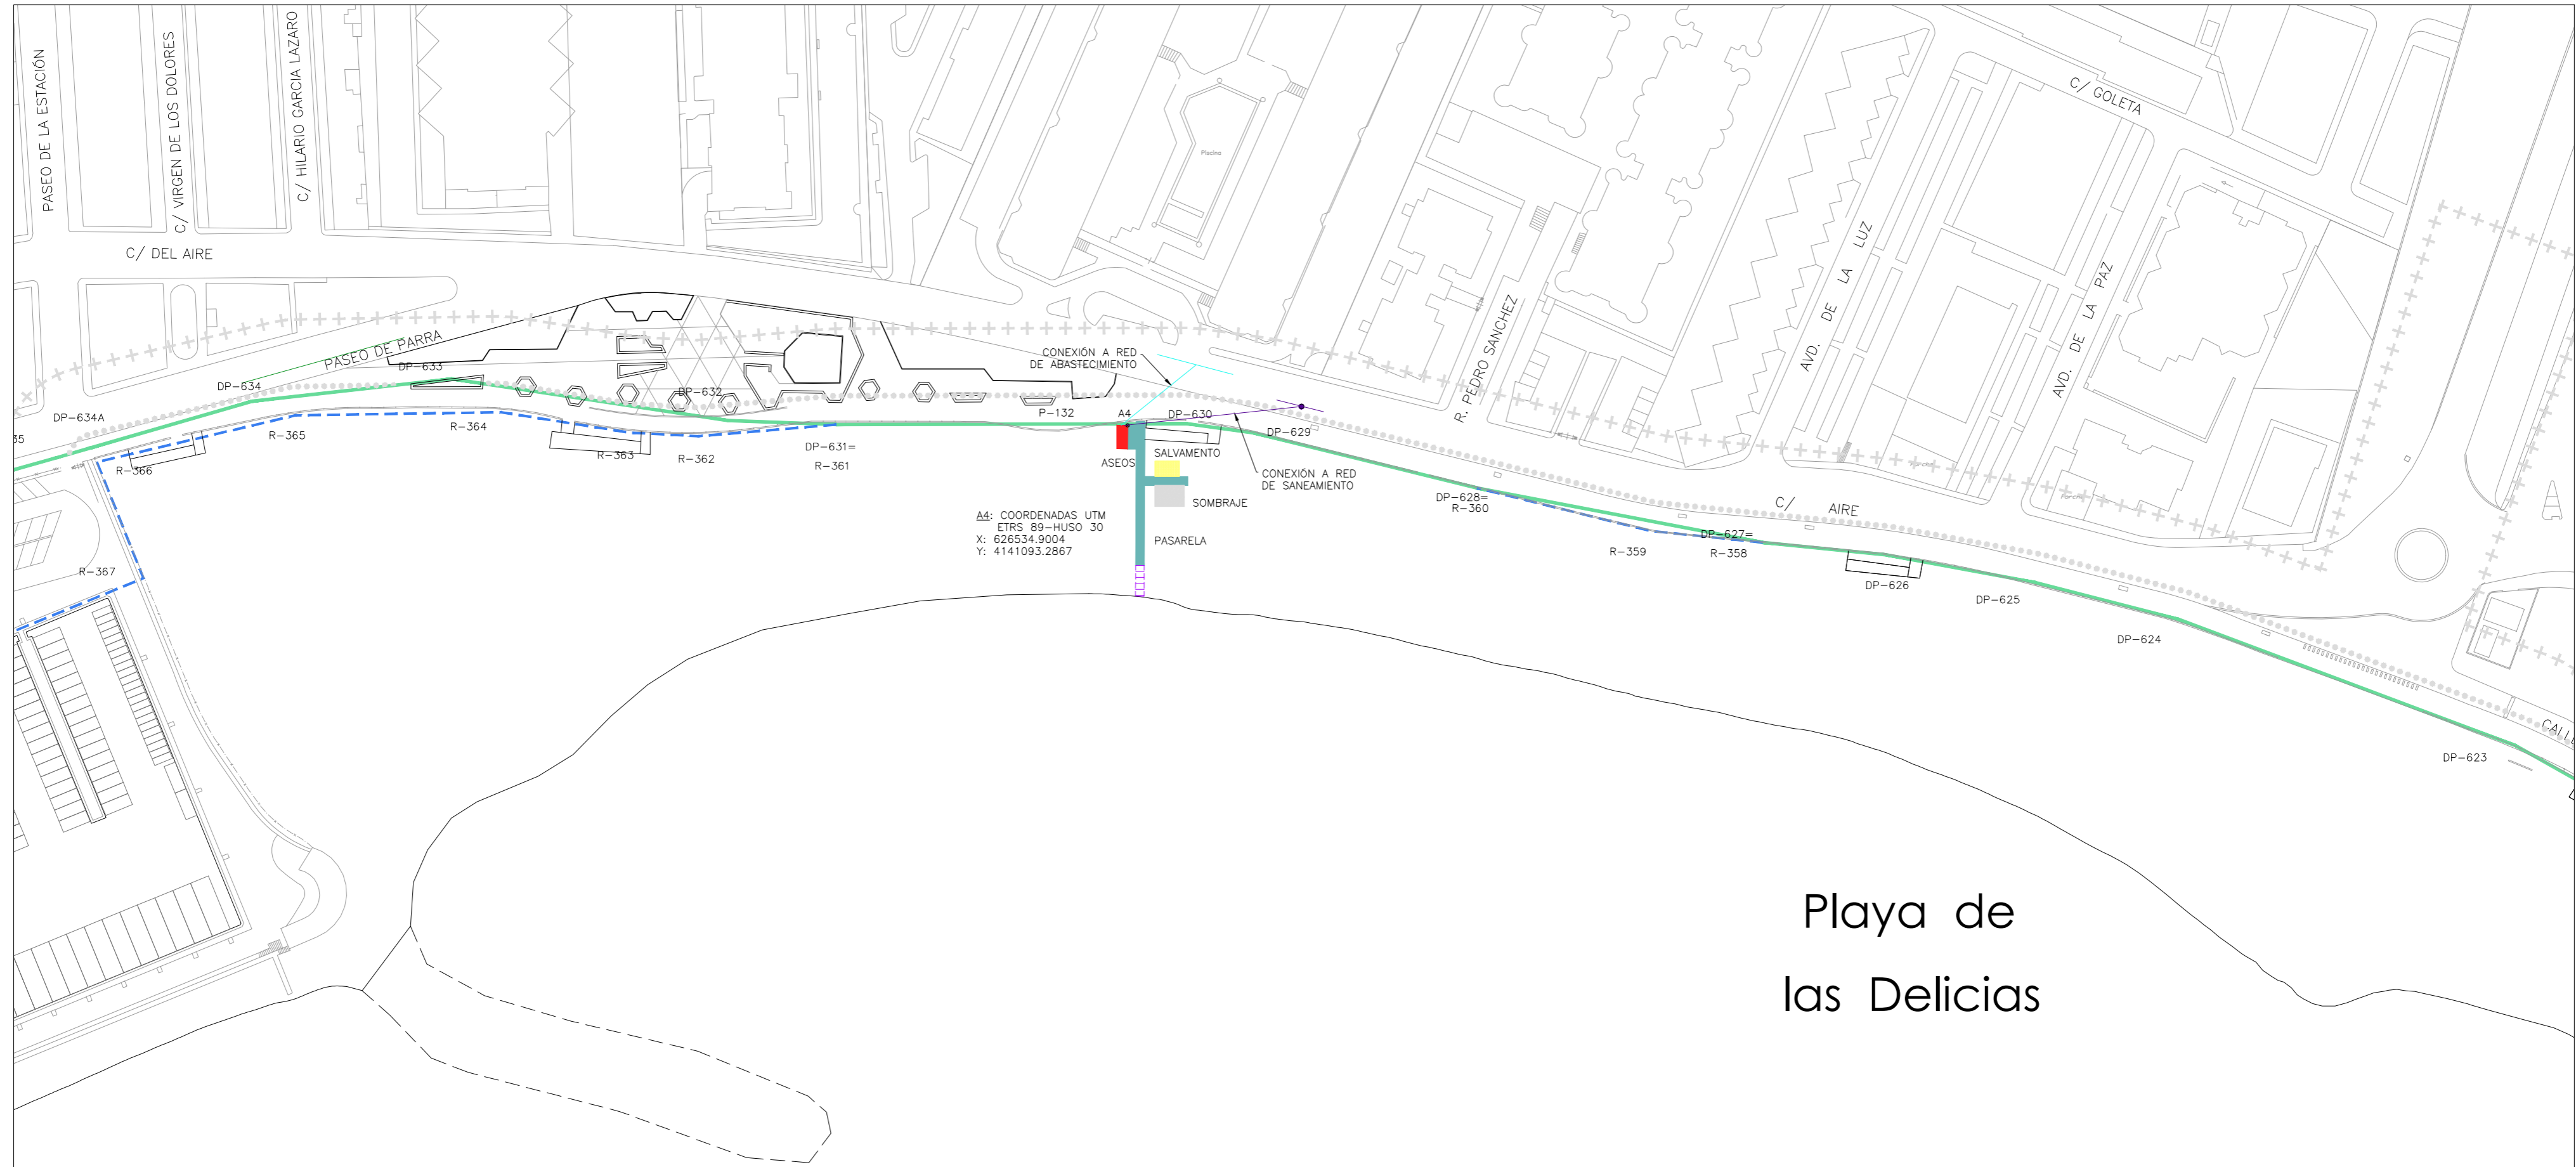 PASEO DE LA ESTACIÓN
C/ VIRGEN DE LOS DOLORES
C/ HILARIO GARCIA LAZARO
C/ DEL AIRE
C/ GOLETA
Piscina
PASEO DE PARRA
R. PEDRO SANCHEZ
AVD. DE LA LUZ
AVD. DE LA PAZ
CONEXIÓN A RED
DE ABASTECIMIENTO
DP-633
DP-634
DP-632
DP-634A
35
P-132
A4
DP-630
DP-629
R-365
R-364
R-363
R-362
DP-631=
R-361
R-366
R-367
ASEOS
SALVAMENTO
CONEXIÓN A RED
DE SANEAMIENTO
SOMBRAJE
A4: COORDENADAS UTM
ETRS 89-HUSO 30
X: 626534.9004
Y: 4141093.2867
PASARELA
DP-628=
R-360
C/ AIRE
DP-627=
R-359
R-358
DP-626
DP-625
DP-624
DP-623
CALLE
Playa de
las Delicias